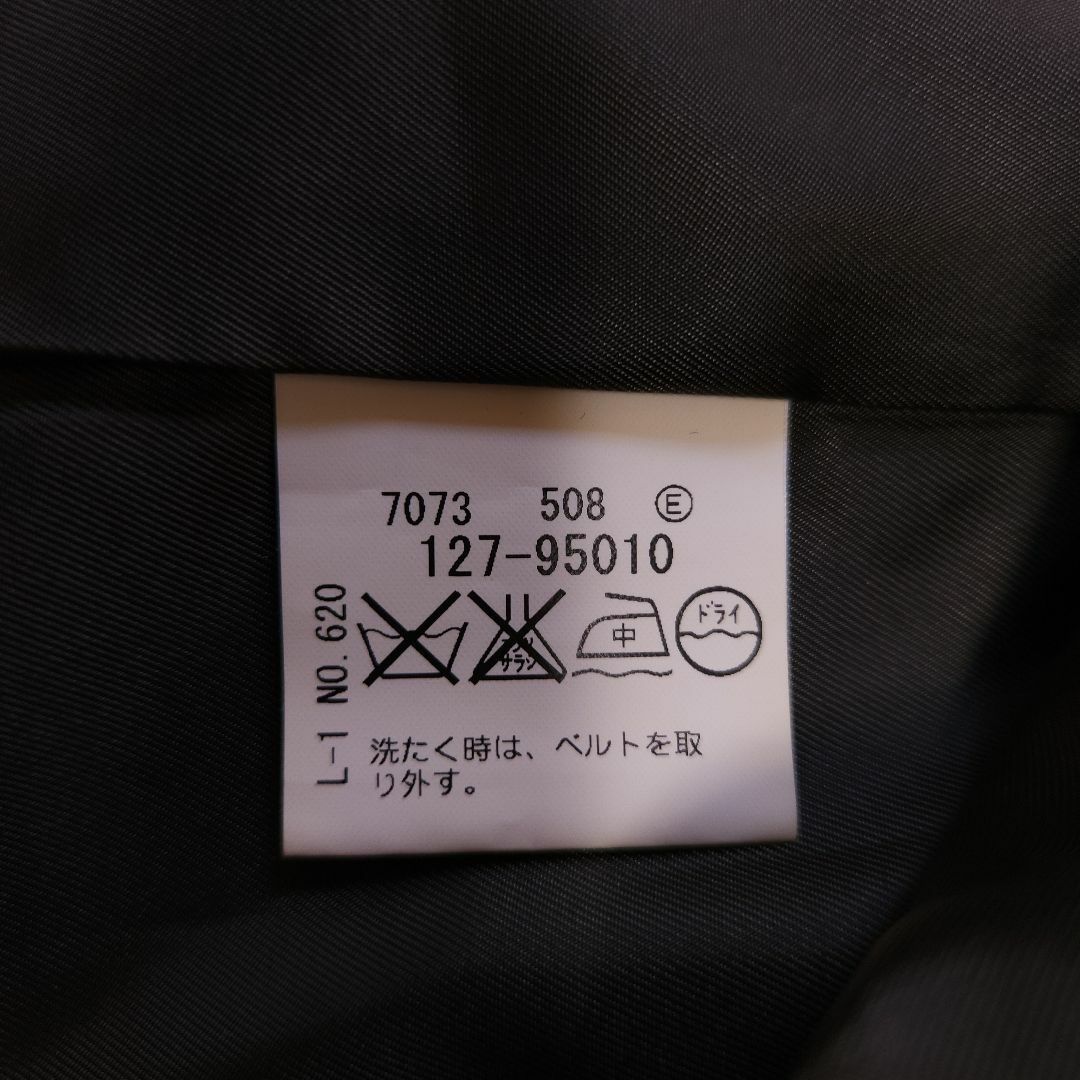 7073 508 Ⓔ
127-95010
中
ドライ
エンソ
サラシ
洗たく時は、ベルトを取
り外す。
L-1 NO. 620